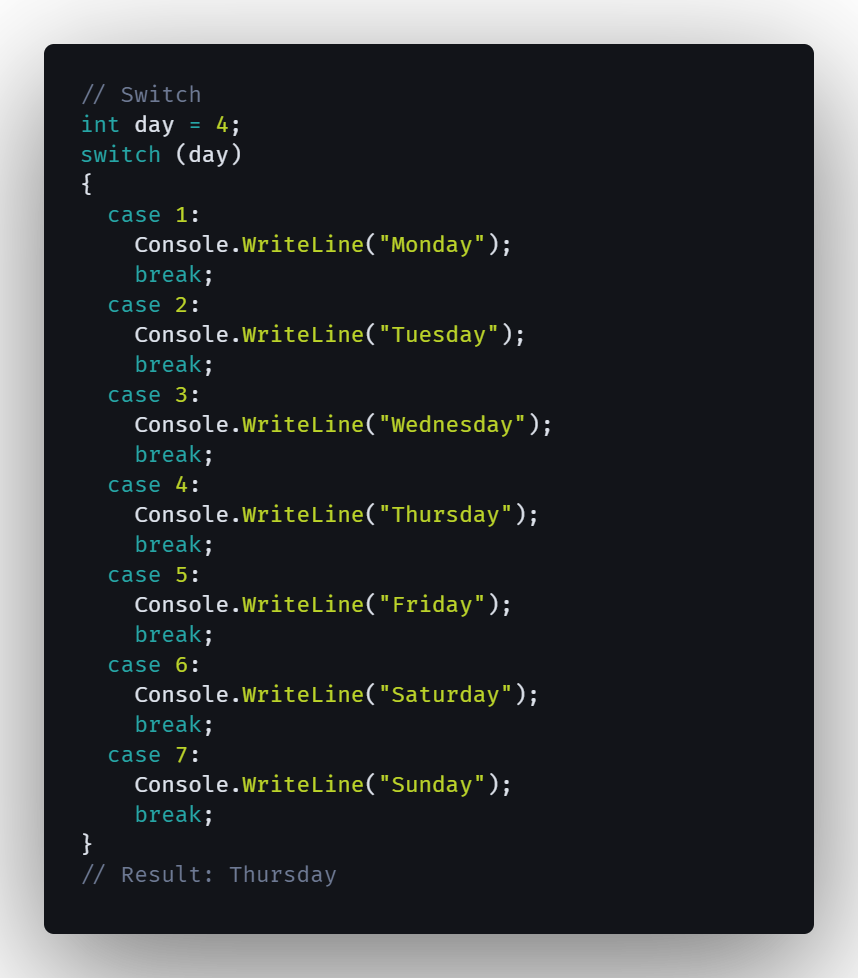 // Switch
int day = 4;
switch (day)
{
  case 1:
    Console.WriteLine("Monday");
    break;
  case 2:
    Console.WriteLine("Tuesday");
    break;
  case 3:
    Console.WriteLine("Wednesday");
    break;
  case 4:
    Console.WriteLine("Thursday");
    break;
  case 5:
    Console.WriteLine("Friday");
    break;
  case 6:
    Console.WriteLine("Saturday");
    break;
  case 7:
    Console.WriteLine("Sunday");
    break;
}
// Result: Thursday